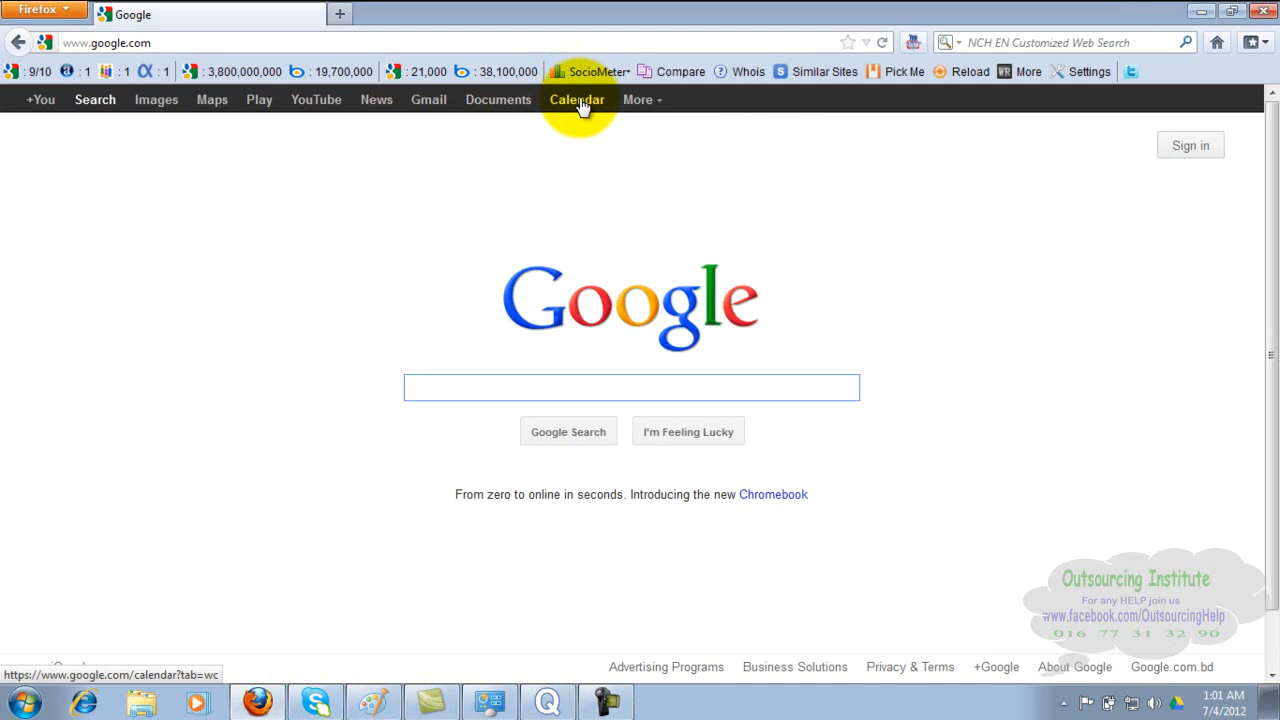 Firefox
Google
www.google.com
NCH EN Customized Web Search
: 9/10 : 1 : 1 : 1 : 3,800,000,000 : 19,700,000 : 21,000 : 38,100,000 SocioMeter Compare Whois Similar Sites Pick Me Reload More Settings
+You Search Images Maps Play YouTube News Gmail Documents Calendar More
Sign in
Google
Google Search I'm Feeling Lucky
From zero to online in seconds. Introducing the new Chromebook
Outsourcing Institute
For any HELP join us
www.facebook.com/OutsourcingHelp
016 77 31 32 90
Advertising Programs Business Solutions Privacy & Terms +Google About Google Google.com.bd
https://www.google.com/calendar?tab=wc
1:01 AM
7/4/2012